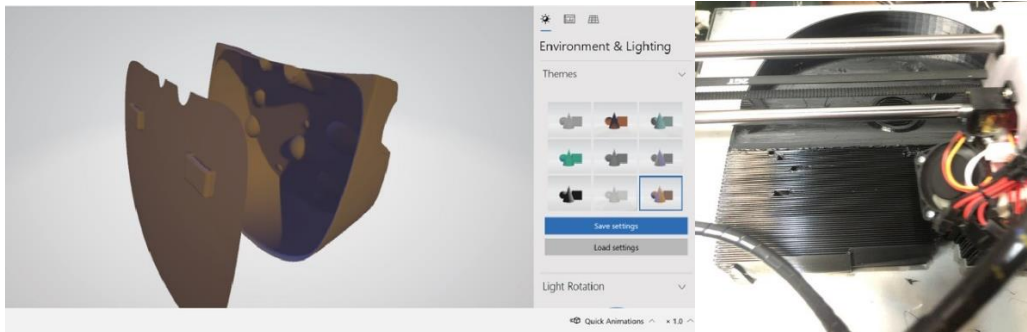 Environment & Lighting
Themes
Save settings
Load settings
Light Rotation
Quick Animations
× 1.0